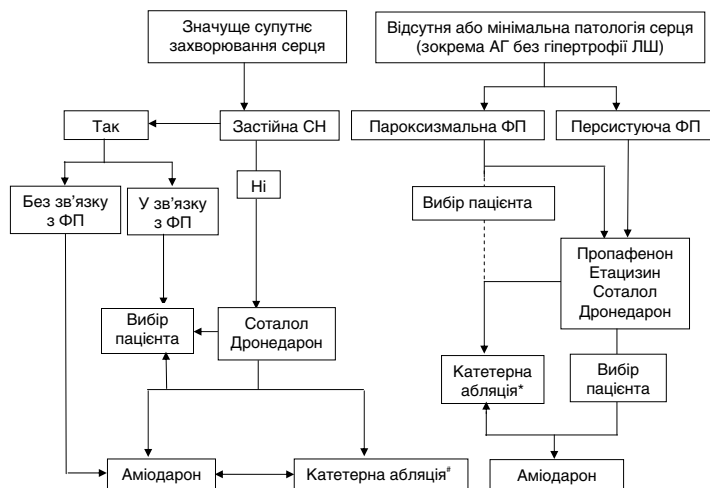 Значуще супутнє
захворювання серця
Відсутня або мінімальна патологія серця
(зокрема АГ без гіпертрофії ЛШ)
Так
Застійна СН
Пароксизмальна ФП
Персистуюча ФП
Ні
Без зв'язку
з ФП
У зв'язку
з ФП
Вибір пацієнта
Пропафенон
Етацизин
Соталол
Дронедарон
Вибір
пацієнта
Соталол
Дронедарон
Катетерна
абляція*
Вибір
пацієнта
Аміодарон
Катетерна абляція#
Аміодарон